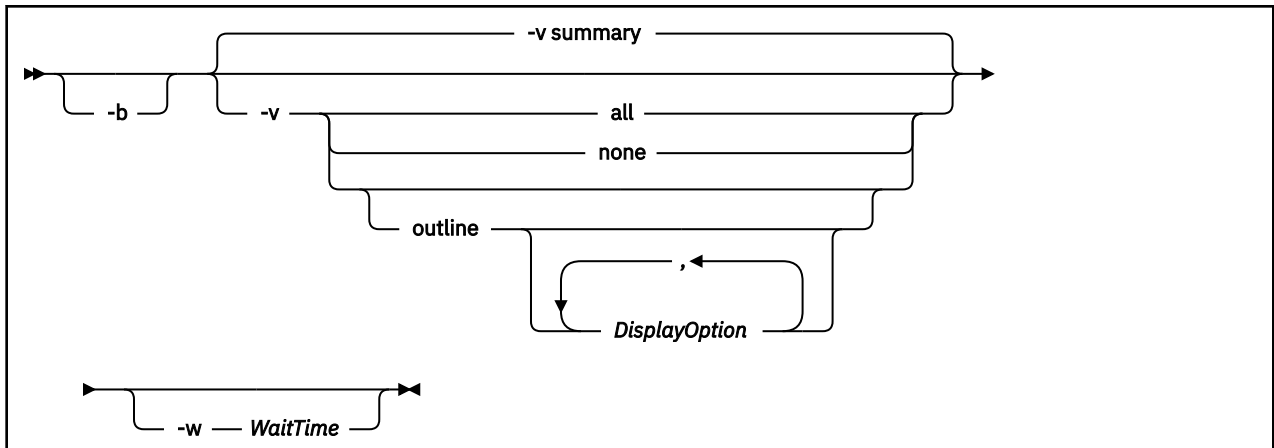 -v summary
-b
-v all
none
outline
,
DisplayOption
-w WaitTime